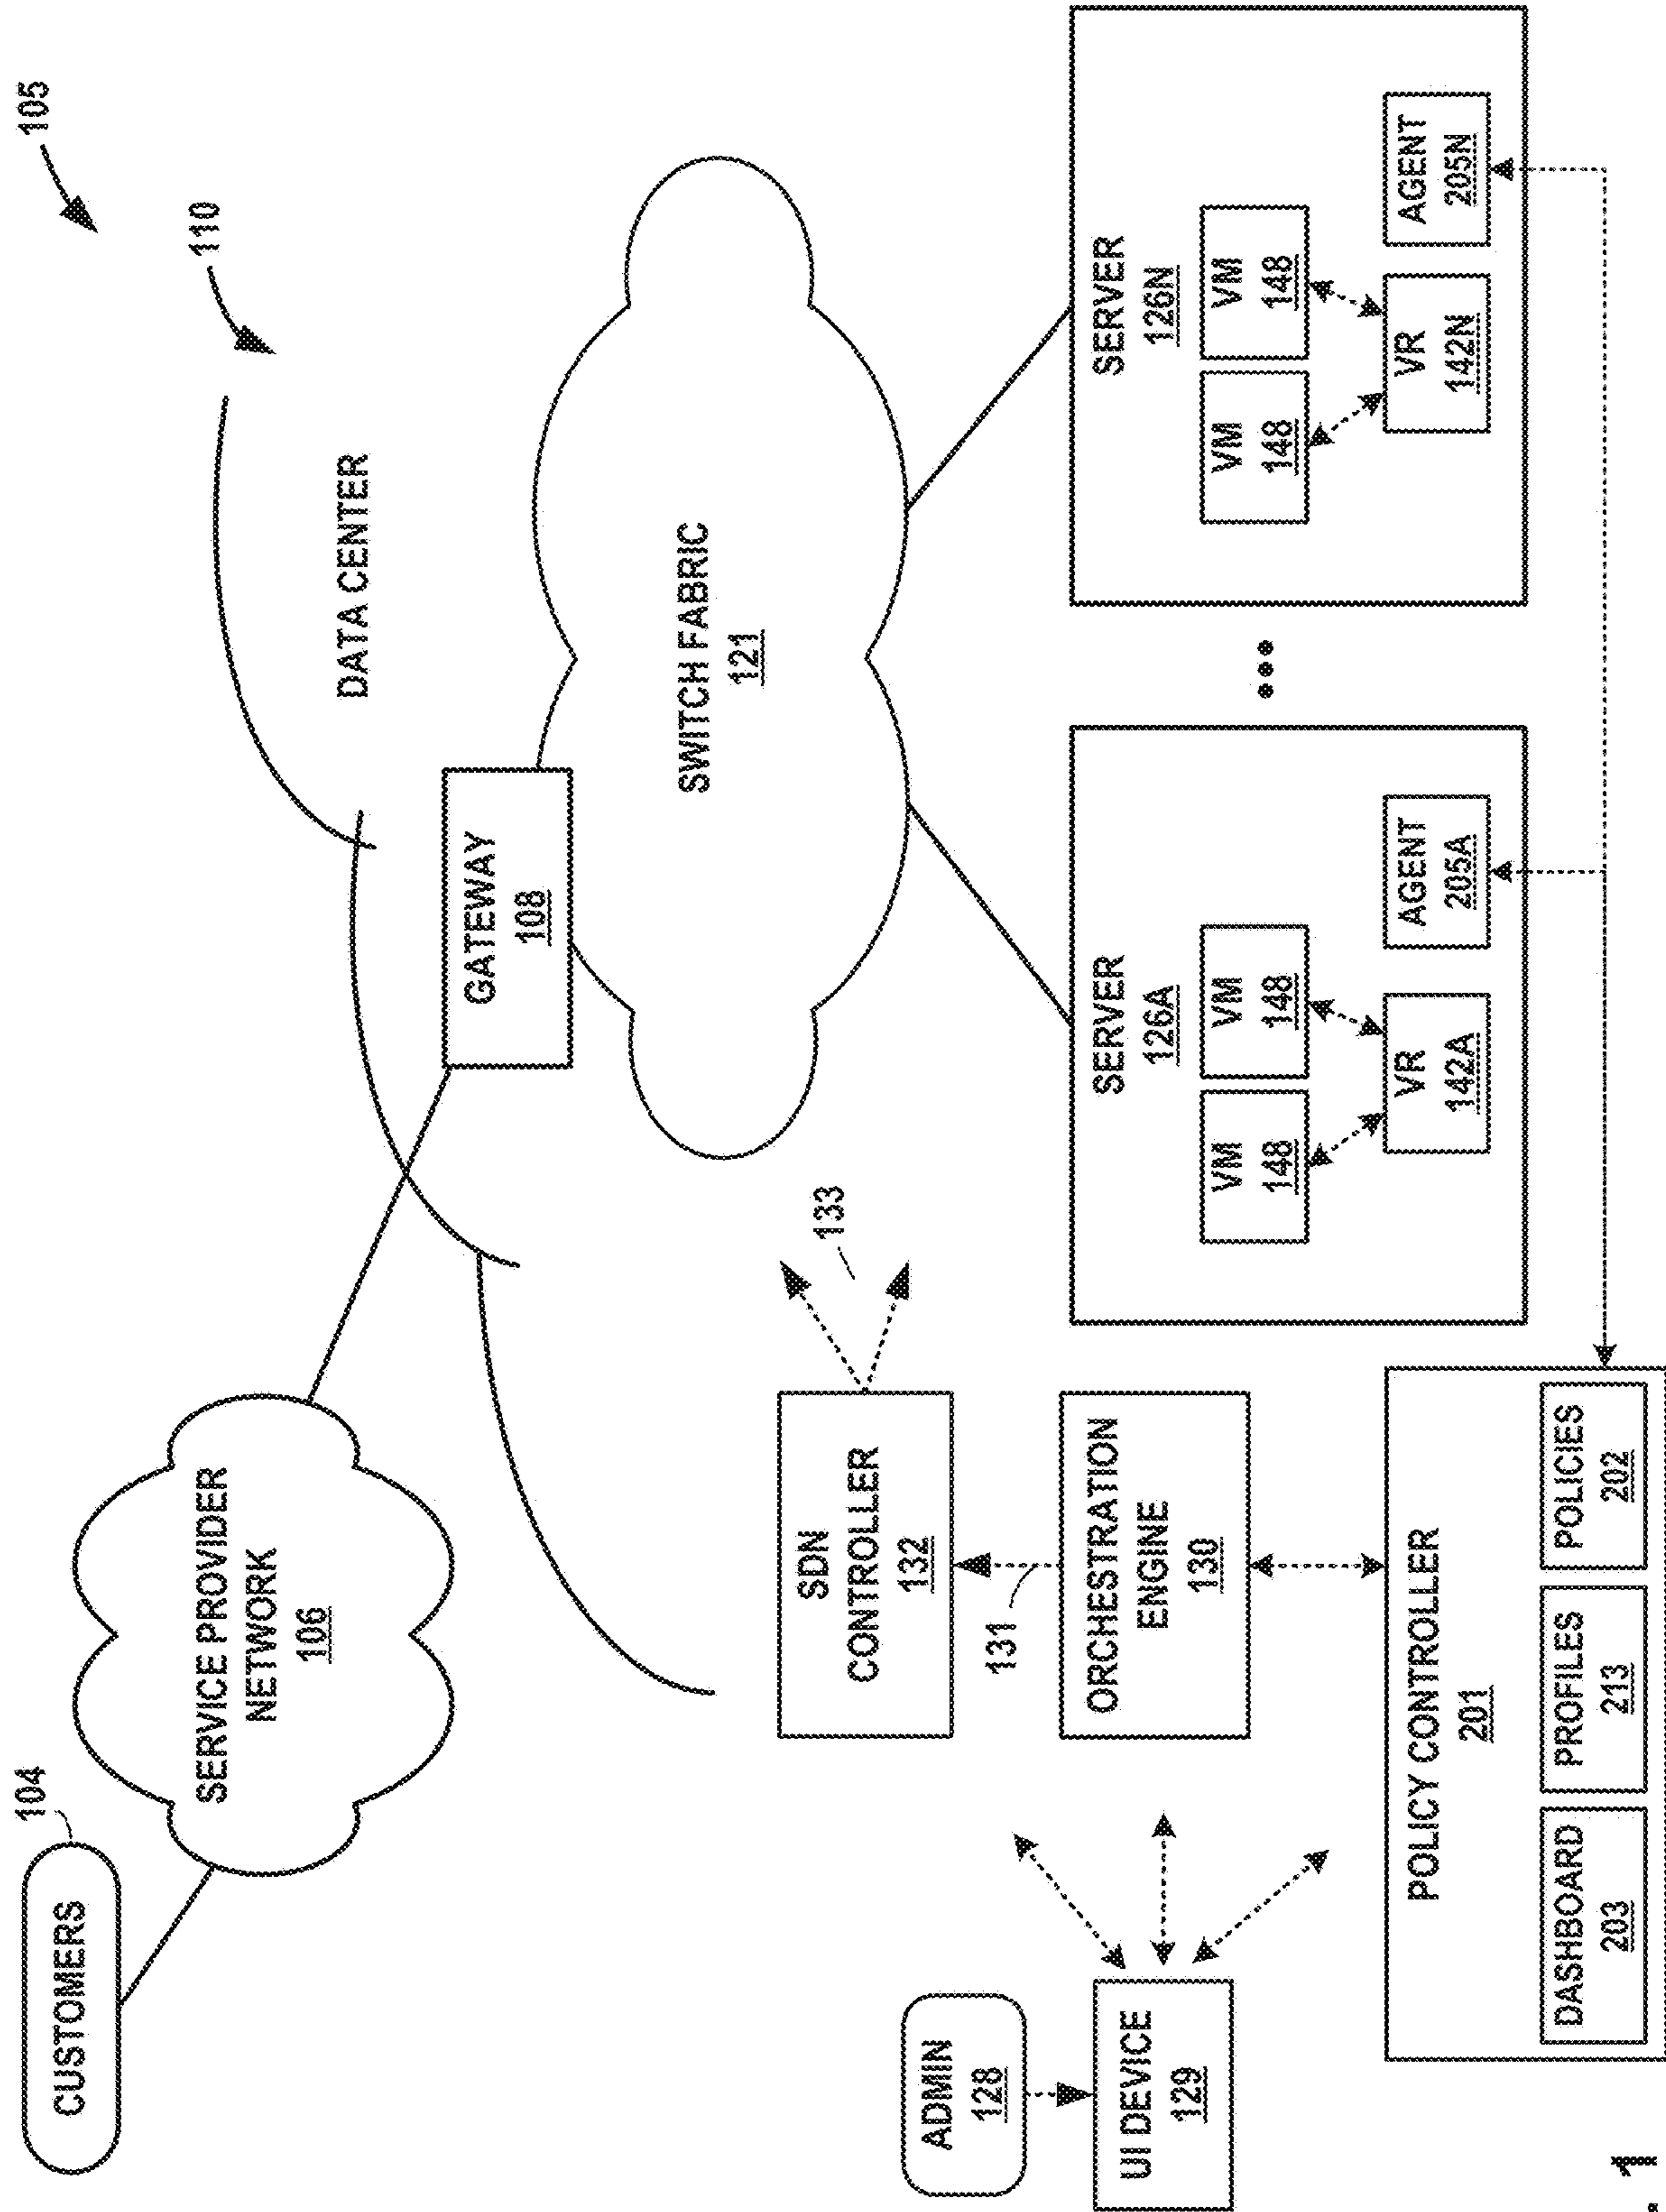 105
110
CUSTOMERS
104
SERVICE PROVIDER
NETWORK
106
DATA CENTER
GATEWAY
108
SWITCH FABRIC
121
SDN
CONTROLLER
132
133
131
ORCHESTRATION
ENGINE
130
ADMIN
128
UI DEVICE
129
POLICY CONTROLLER
201
DASHBOARD
203
PROFILES
213
POLICIES
202
SERVER
126A
VM
148
VM
148
VR
142A
AGENT
205A
SERVER
126N
VM
148
VM
148
VR
142N
AGENT
205N
. 1